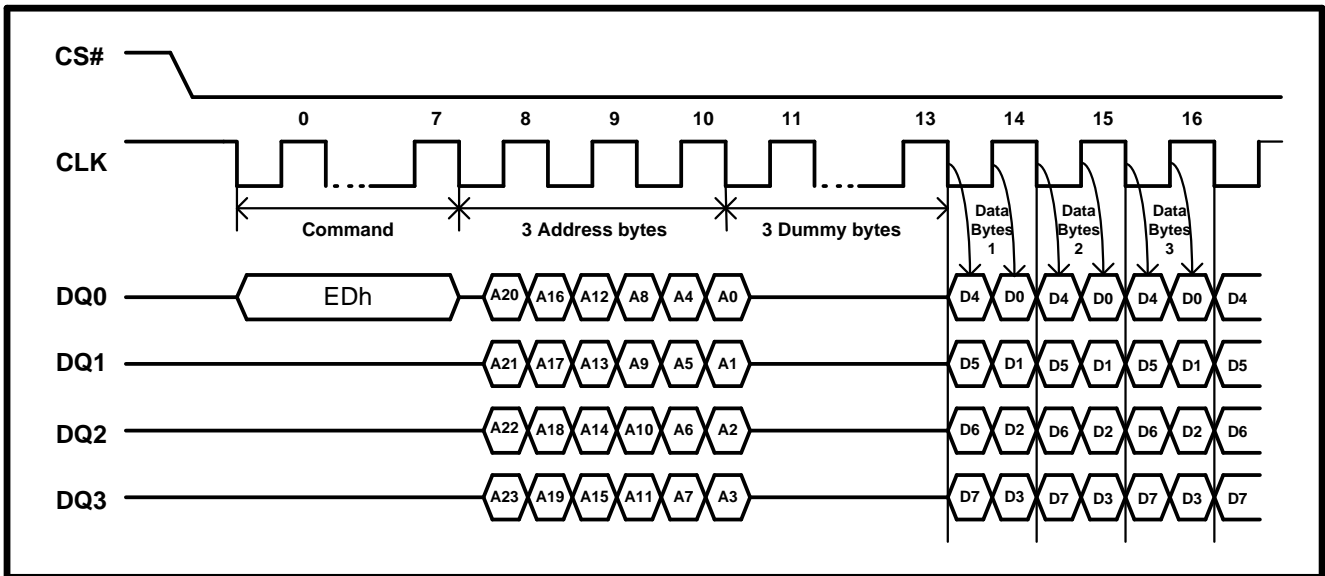 CS#
0 7 8 9 10 11 13 14 15 16
CLK
Command 3 Address bytes 3 Dummy bytes
Data Bytes 1
Data Bytes 2
Data Bytes 3
DQ0 EDh A20 A16 A12 A8 A4 A0 D4 D0 D4 D0 D4 D0 D4
DQ1 A21 A17 A13 A9 A5 A1 D5 D1 D5 D1 D5 D1 D5
DQ2 A22 A18 A14 A10 A6 A2 D6 D2 D6 D2 D6 D2 D6
DQ3 A23 A19 A15 A11 A7 A3 D7 D3 D7 D3 D7 D3 D7